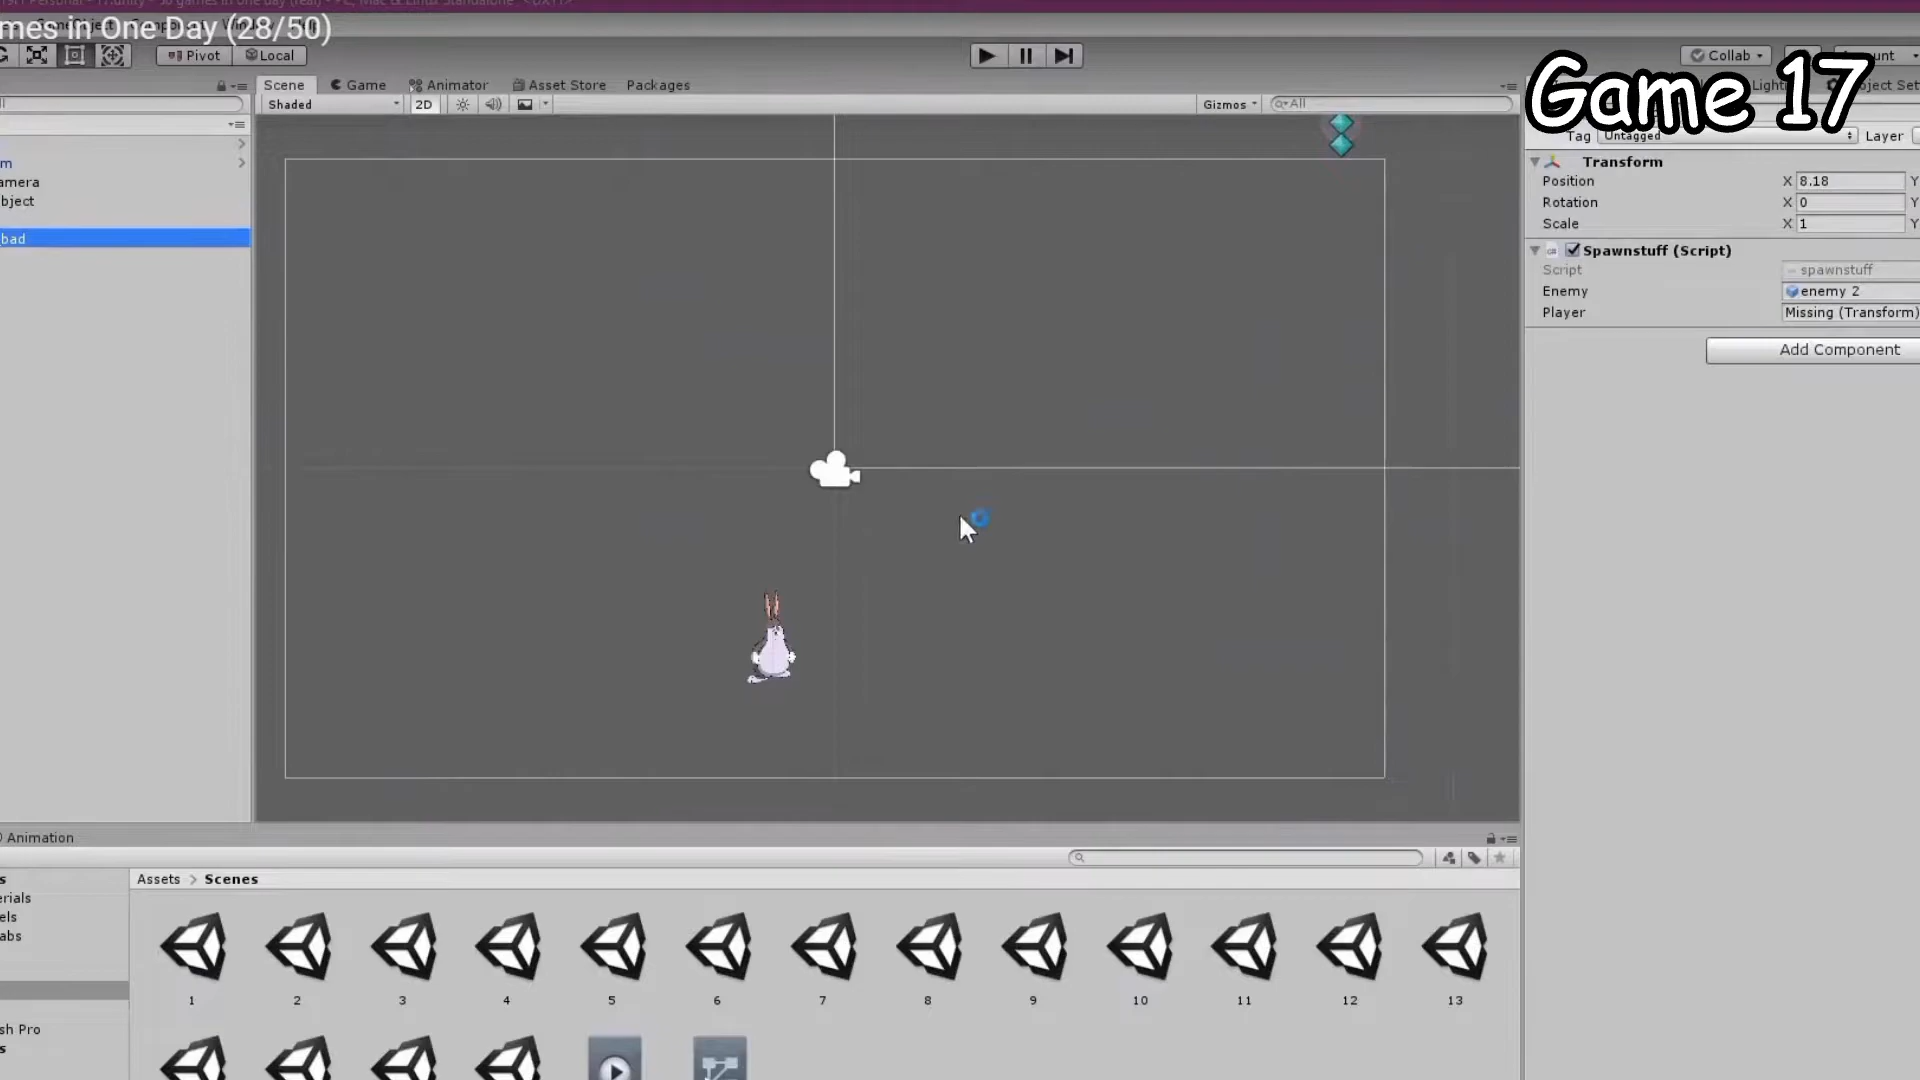 mes in One Day (28/50)
Game 17
Pivot
Local
Collab
Scene
Game
Animator
Asset Store
Packages
Shaded
2D
Gizmos
All
Tag Untagged
Layer
Transform
Position X 8.18 Y
Rotation X 0 Y
Scale X 1 Y
Spawnstuff (Script)
Script spawnstuff
Enemy enemy 2
Player Missing (Transform)
Add Component
m
amera
bject
bad
Animation
Assets > Scenes
s
erials
els
abs
sh Pro
s
1 2 3 4 5 6 7 8 9 10 11 12 13